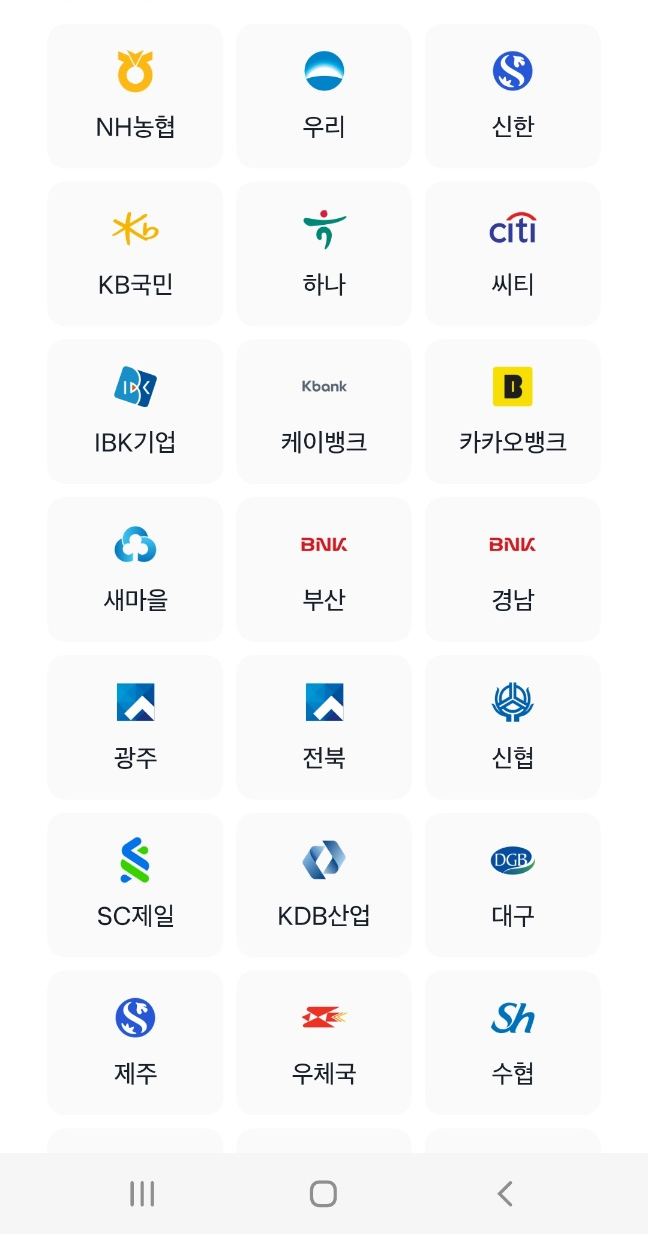 NH농협 우리 신한
Kb
citi
KB국민 하나 씨티
IBK
Kbank
B
IBK기업 케이뱅크 카카오뱅크
BNK BNK
새마을 부산 경남
광주 전북 신협
DGB
SC제일 KDB산업 대구
Sh
제주 우체국 수협